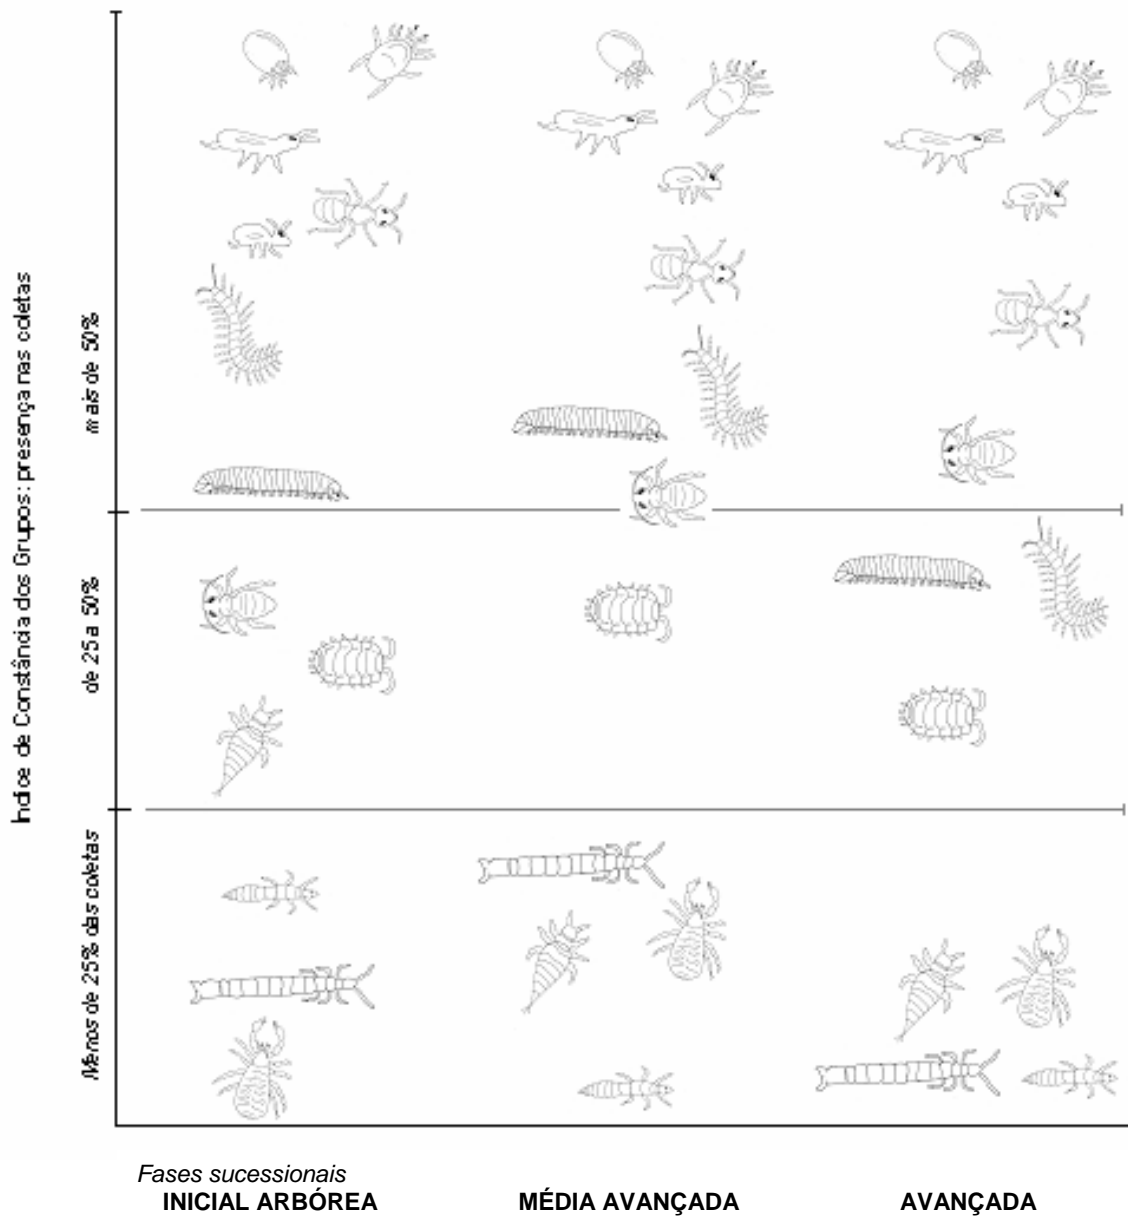 Índice de Constância dos Grupos: presença nas coletas
mais de 50%
de 25 a 50%
Menos de 25% das coletas
Fases sucessionais
INICIAL ARBÓREA MÉDIA AVANÇADA AVANÇADA